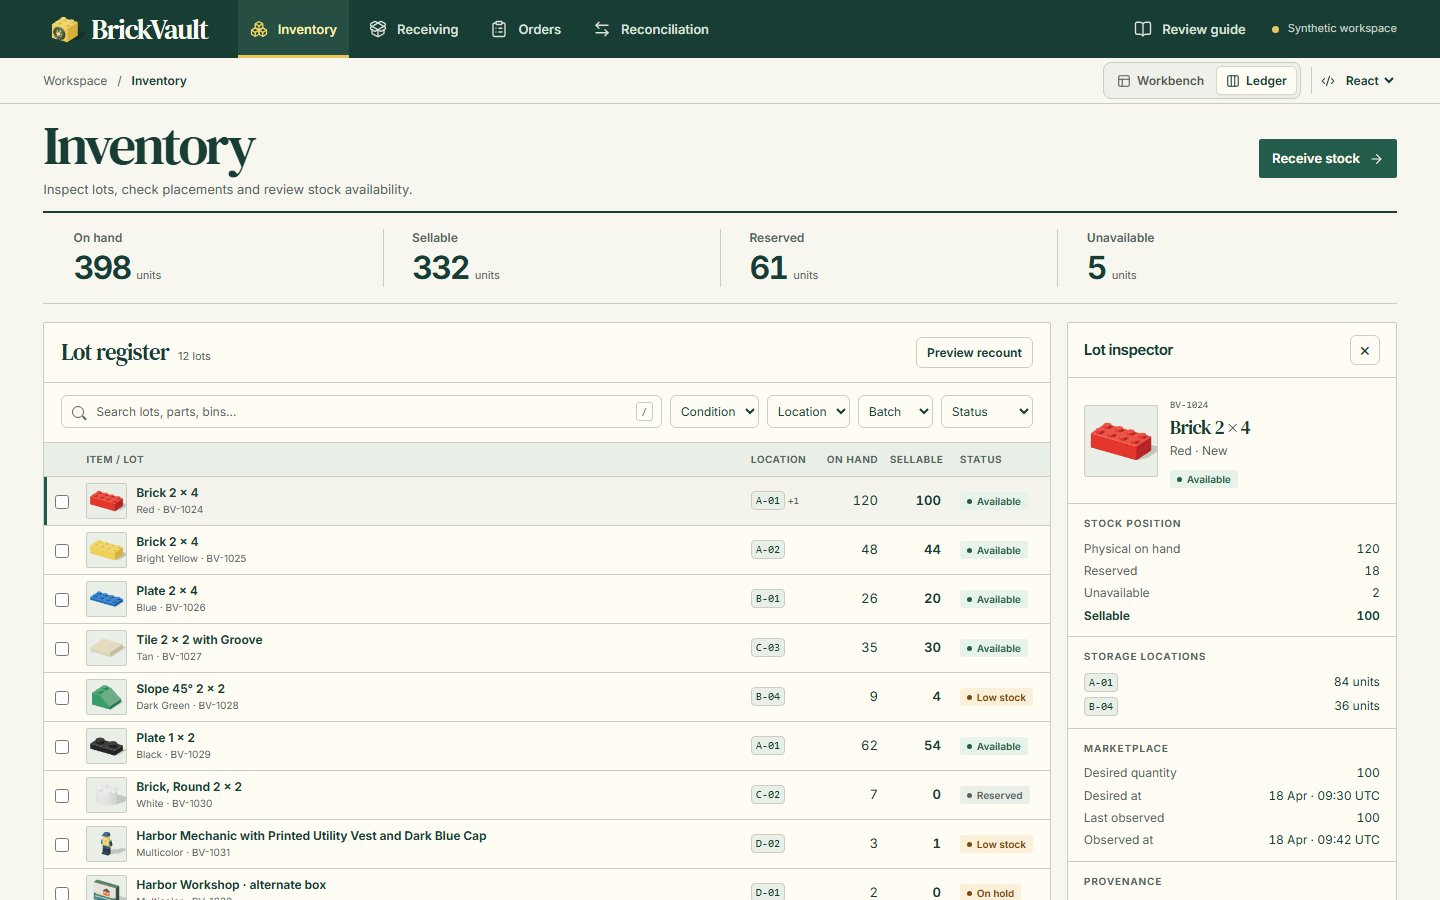 BrickVault
Inventory
Receiving
Orders
Reconciliation
Review guide
Synthetic workspace
Workspace / Inventory
Workbench
Ledger
React
Inventory
Inspect lots, check placements and review stock availability.
Receive stock
On hand
398 units
Sellable
332 units
Reserved
61 units
Unavailable
5 units
Lot register 12 lots
Preview recount
Search lots, parts, bins...
/
Condition
Location
Batch
Status
ITEM / LOT LOCATION ON HAND SELLABLE STATUS
Brick 2 × 4
Red · BV-1024
A-01 +1 120 100 Available
Brick 2 × 4
Bright Yellow · BV-1025
A-02 48 44 Available
Plate 2 × 4
Blue · BV-1026
B-01 26 20 Available
Tile 2 × 2 with Groove
Tan · BV-1027
C-03 35 30 Available
Slope 45° 2 × 2
Dark Green · BV-1028
B-04 9 4 Low stock
Plate 1 × 2
Black · BV-1029
A-01 62 54 Available
Brick, Round 2 × 2
White · BV-1030
C-02 7 0 Reserved
Harbor Mechanic with Printed Utility Vest and Dark Blue Cap
Multicolor · BV-1031
D-02 3 1 Low stock
Harbor Workshop · alternate box
D-01 2 0 On hold
Lot inspector
BV-1024
Brick 2 × 4
Red · New
Available
STOCK POSITION
Physical on hand 120
Reserved 18
Unavailable 2
Sellable 100
STORAGE LOCATIONS
A-01 84 units
B-04 36 units
MARKETPLACE
Desired quantity 100
Desired at 18 Apr · 09:30 UTC
Last observed 100
Observed at 18 Apr · 09:42 UTC
PROVENANCE